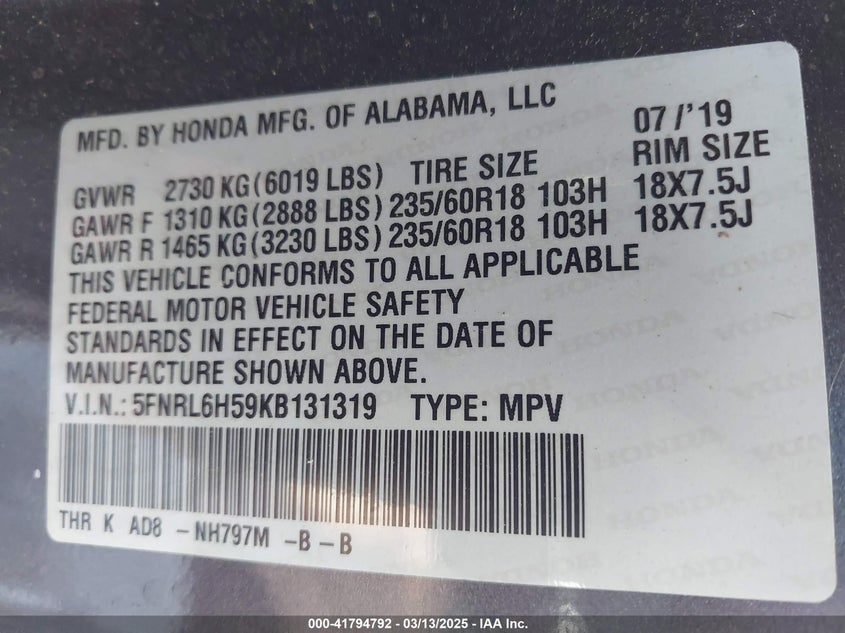 MFD. BY HONDA MFG. OF ALABAMA, LLC 07/'19
GVWR 2730 KG(6019 LBS) TIRE SIZE RIM SIZE
GAWR F 1310 KG(2888 LBS) 235/60R18 103H 18X7.5J
GAWR R 1465 KG(3230 LBS) 235/60R18 103H 18X7.5J
THIS VEHICLE CONFORMS TO ALL APPLICABLE
FEDERAL MOTOR VEHICLE SAFETY
STANDARDS IN EFFECT ON THE DATE OF
MANUFACTURE SHOWN ABOVE.
V.I.N.: 5FNRL6H59KB131319 TYPE: MPV
THR K AD8 -NH797M -B-B
000-41794792 - 03/13/2025 - IAA Inc.